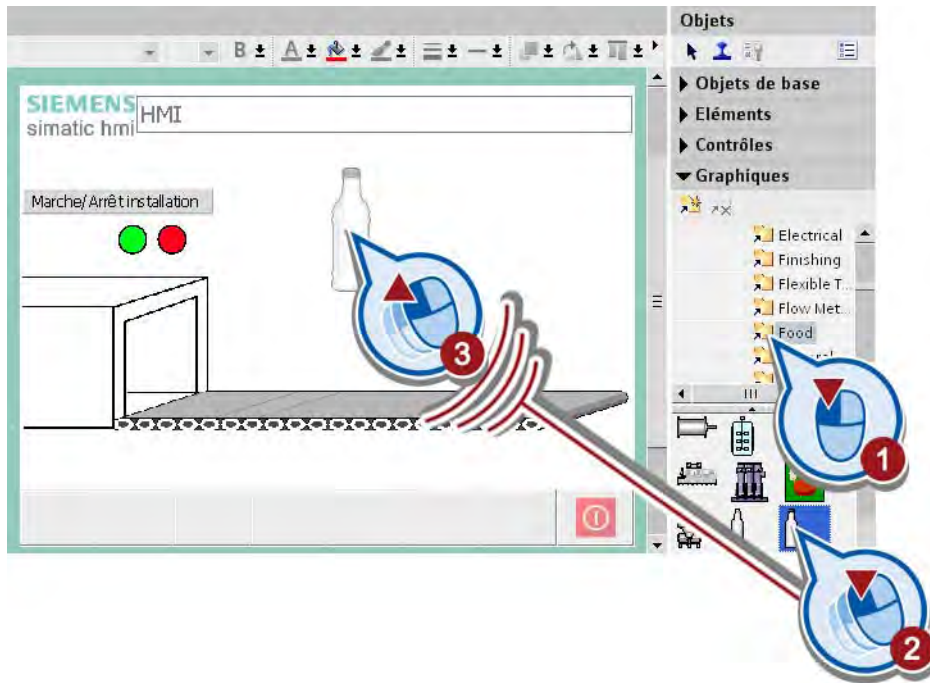 Objets
B
A
Objets de base
SIEMENS
simatic hmi
HMI
Eléments
Contrôles
Graphiques
Marche/Arrêt installation
Electrical
Finishing
Flexible T...
Flow Met...
Food
3
1
2